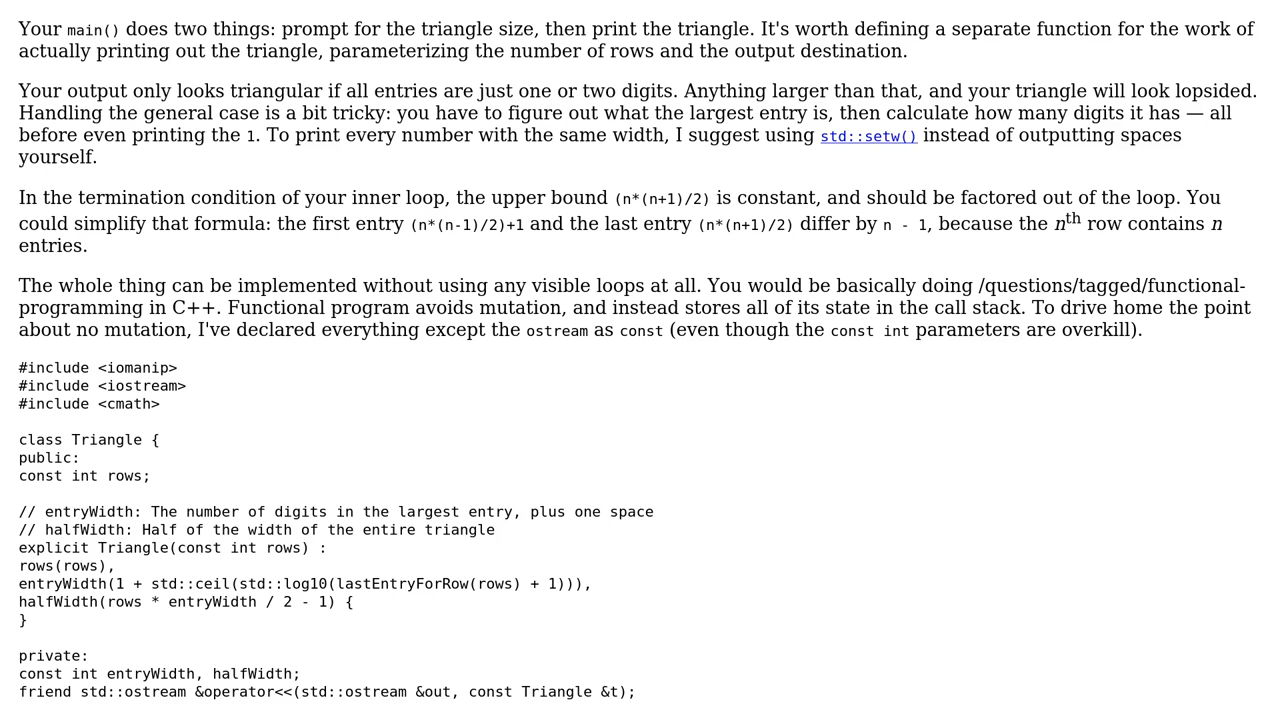 Your main() does two things: prompt for the triangle size, then print the triangle. It's worth defining a separate function for the work of
actually printing out the triangle, parameterizing the number of rows and the output destination.
Your output only looks triangular if all entries are just one or two digits. Anything larger than that, and your triangle will look lopsided.
Handling the general case is a bit tricky: you have to figure out what the largest entry is, then calculate how many digits it has — all
before even printing the 1. To print every number with the same width, I suggest using std::setw() instead of outputting spaces
yourself.
In the termination condition of your inner loop, the upper bound (n*(n+1)/2) is constant, and should be factored out of the loop. You
could simplify that formula: the first entry (n*(n-1)/2)+1 and the last entry (n*(n+1)/2) differ by n - 1, because the nth row contains n
entries.
The whole thing can be implemented without using any visible loops at all. You would be basically doing /questions/tagged/functional-
programming in C++. Functional program avoids mutation, and instead stores all of its state in the call stack. To drive home the point
about no mutation, I've declared everything except the ostream as const (even though the const int parameters are overkill).
#include <iomanip>
#include <iostream>
#include <cmath>
class Triangle {
public:
const int rows;
// entryWidth: The number of digits in the largest entry, plus one space
// halfWidth: Half of the width of the entire triangle
explicit Triangle(const int rows) :
rows(rows),
entryWidth(1 + std::ceil(std::log10(lastEntryForRow(rows) + 1))),
halfWidth(rows * entryWidth / 2 - 1) {
}
private:
const int entryWidth, halfWidth;
friend std::ostream &operator<<(std::ostream &out, const Triangle &t);